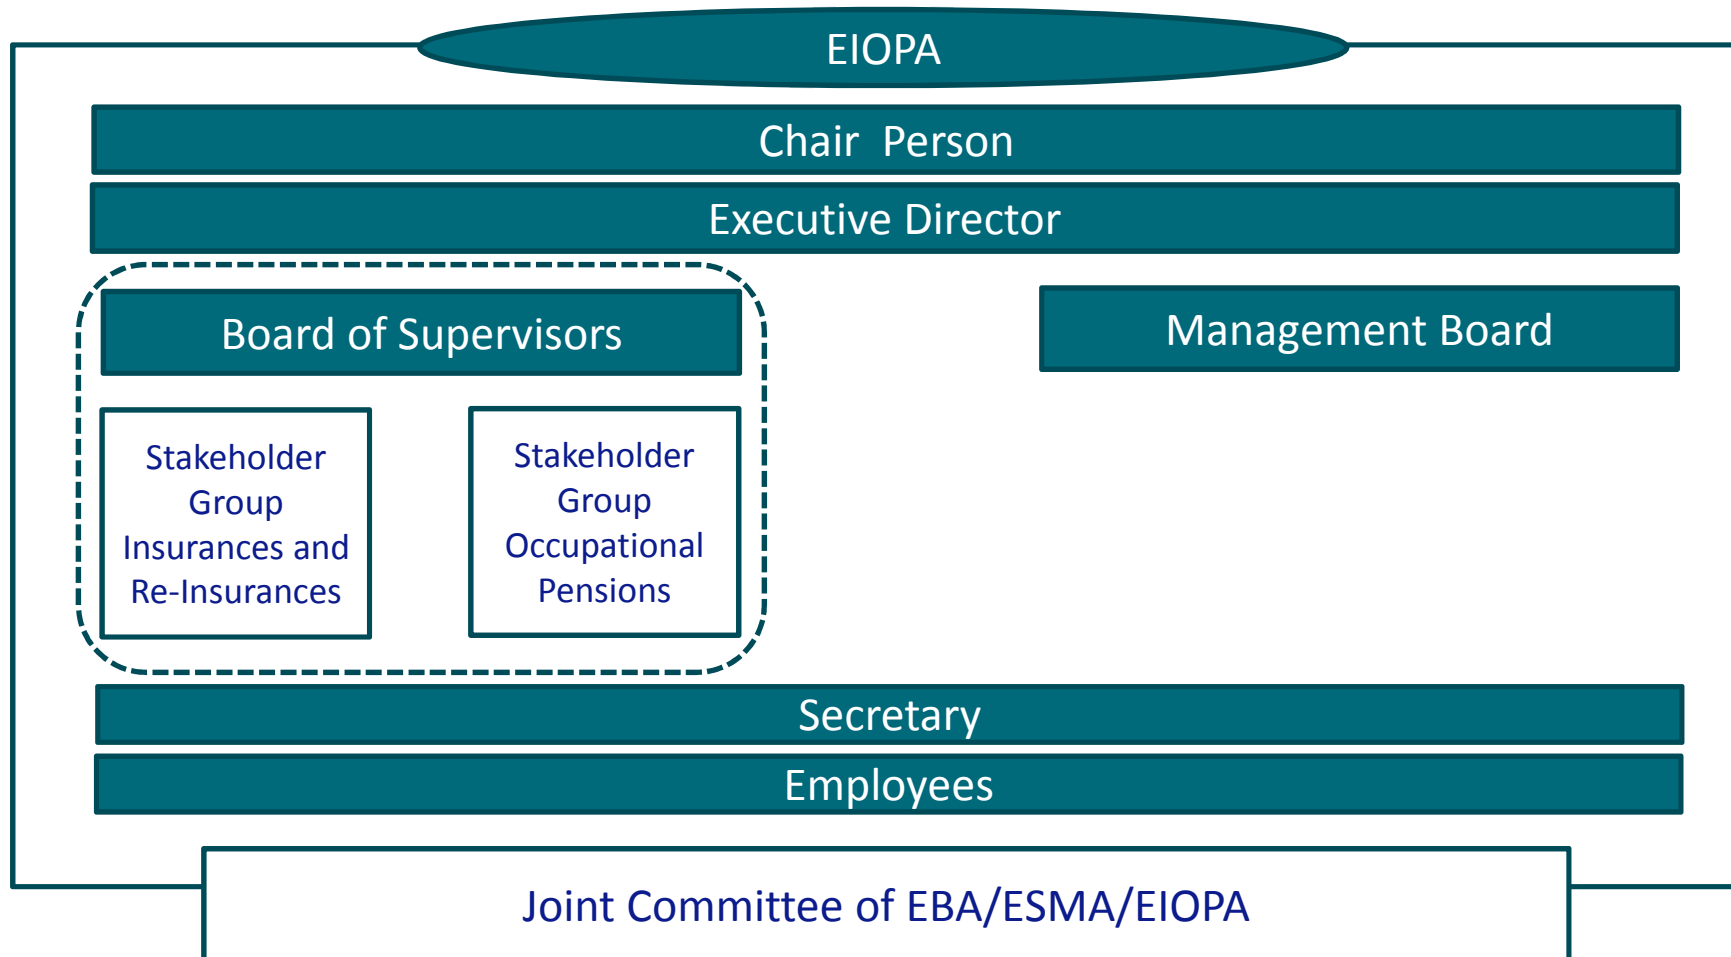 EIOPA
Chair Person
Executive Director
Board of Supervisors
Management Board
Stakeholder
Group
Insurances and
Re-Insurances
Stakeholder
Group
Occupational
Pensions
Secretary
Employees
Joint Committee of EBA/ESMA/EIOPA